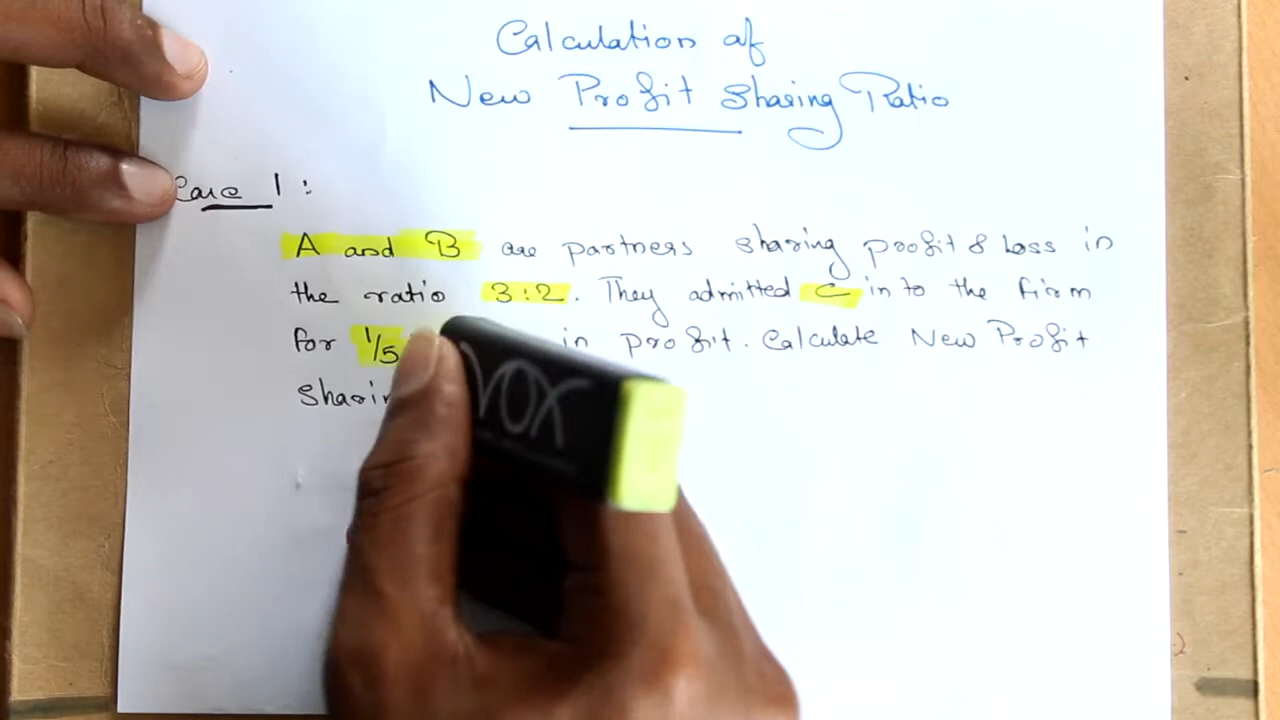 Calculation of
New Profit Sharing Ratio
Case 1:
A and B are partners sharing profit & Loss in
the ratio 3:2. They admitted C in to the firm
for 1/5 in profit. Calculate New Profit
VOX